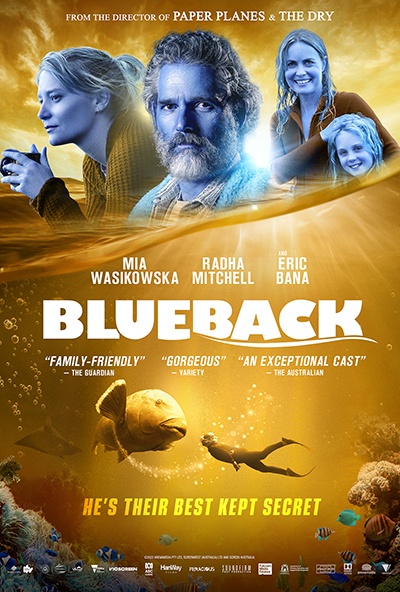 FROM THE DIRECTOR OF PAPER PLANES & THE DRY
MIA WASIKOWSKA
RADHA MITCHELL
AND ERIC BANA
BLUEBACK
“FAMILY-FRIENDLY”
— THE GUARDIAN
“GORGEOUS”
— VARIETY
“AN EXCEPTIONAL CAST”
— THE AUSTRALIAN
HE'S THEIR BEST KEPT SECRET